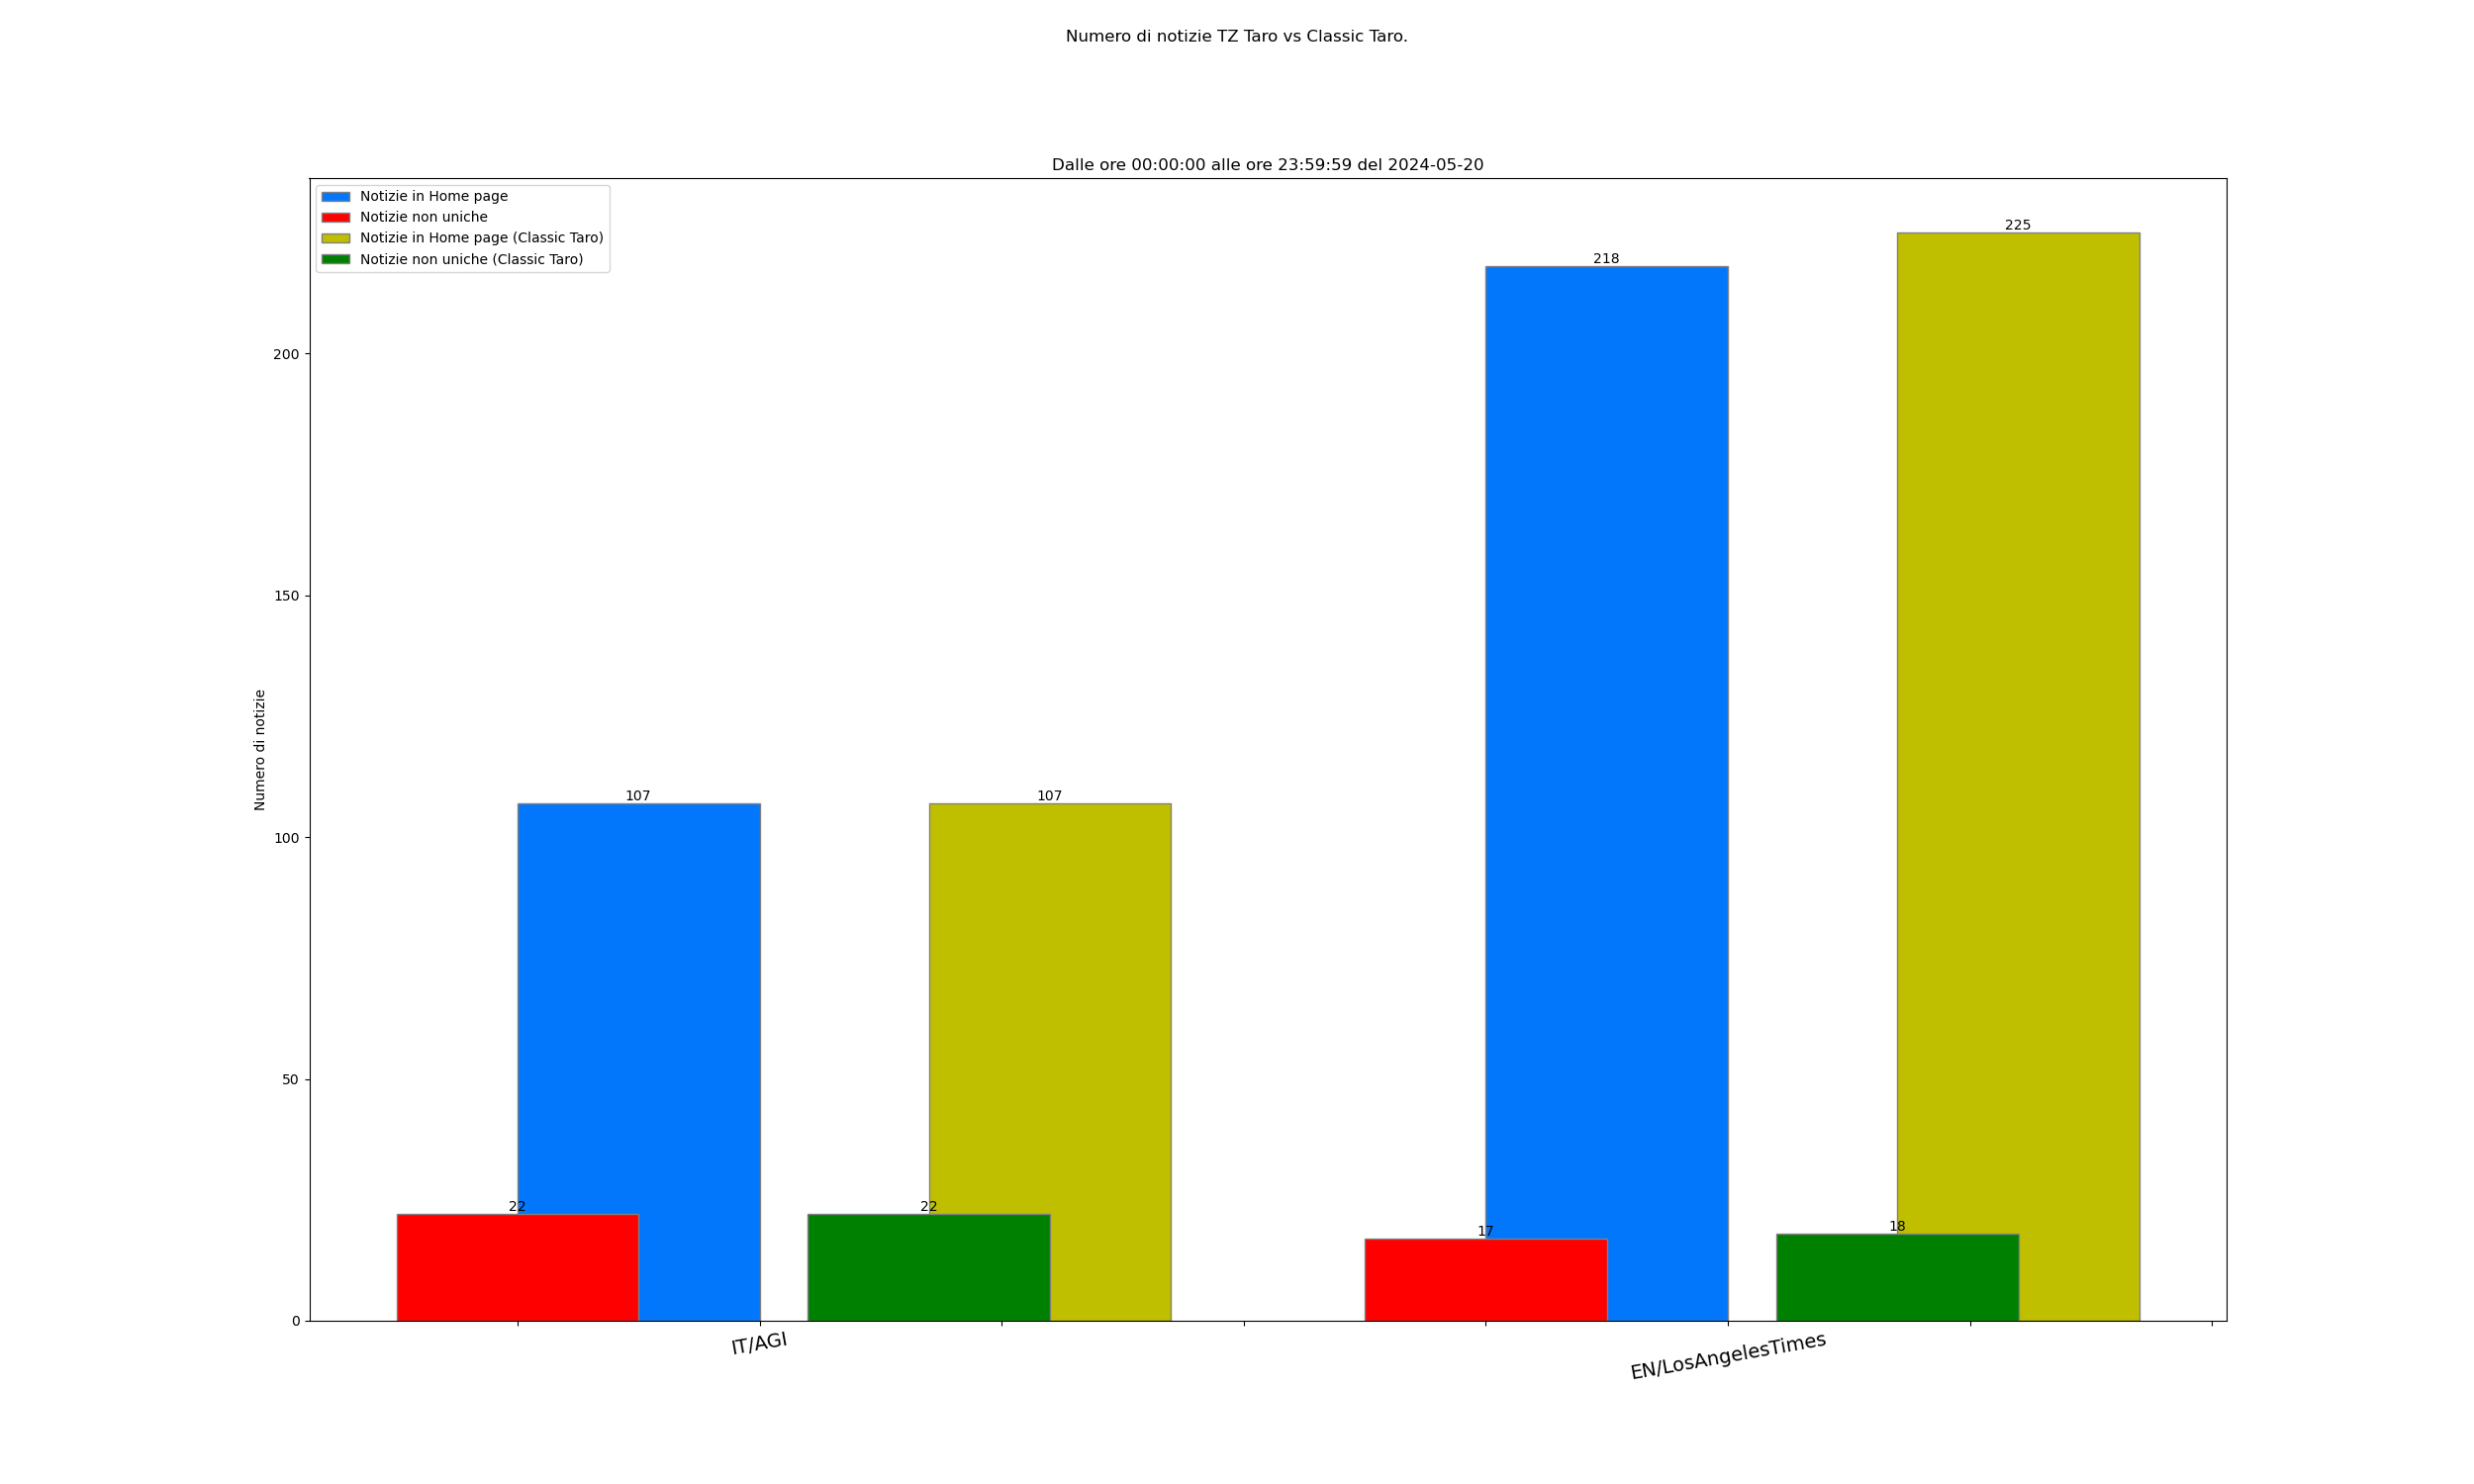 Numero di notizie TZ Taro vs Classic Taro.
Dalle ore 00:00:00 alle ore 23:59:59 del 2024-05-20
Notizie in Home page
Notizie non uniche
Notizie in Home page (Classic Taro)
Notizie non uniche (Classic Taro)
225
218
200
150
Numero di notizie
107
107
100
50
22
22
17
18
0
IT/AGI
EN/LosAngelesTimes